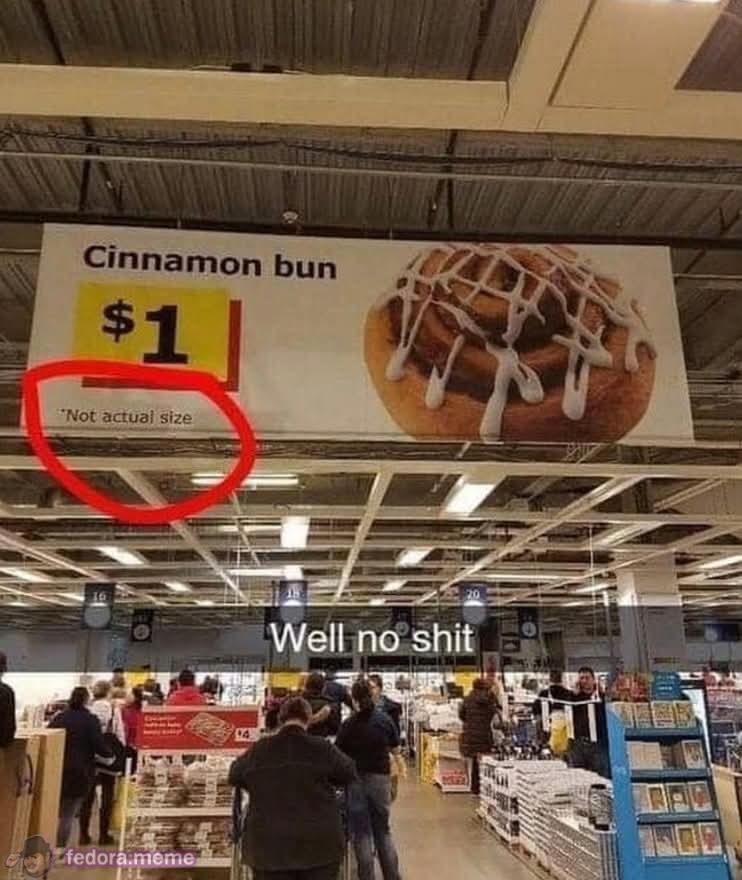 Cinnamon bun
$1
*Not actual size
16
18
20
Well no shit
$4
fedora.meme